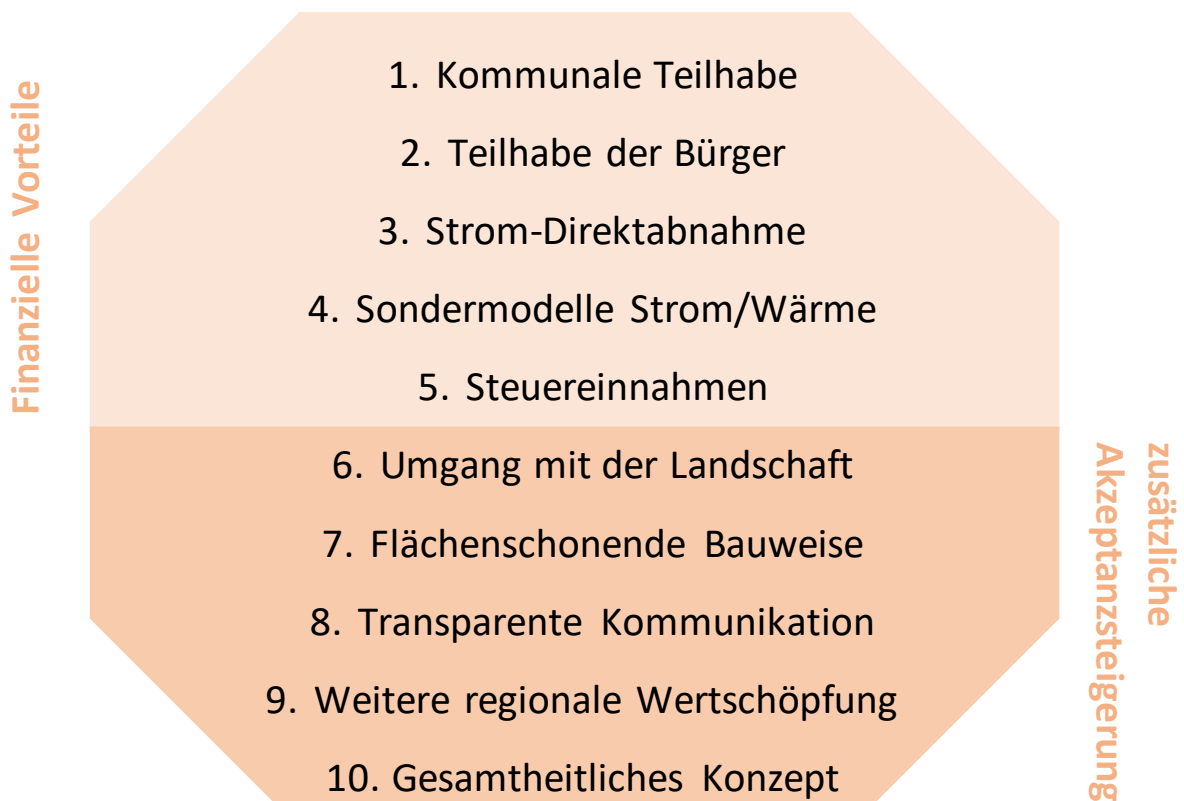 Finanzielle Vorteile
1. Kommunale Teilhabe
2. Teilhabe der Bürger
3. Strom-Direktabnahme
4. Sondermodelle Strom/Wärme
5. Steuereinnahmen
6. Umgang mit der Landschaft
7. Flächenschonende Bauweise
8. Transparente Kommunikation
9. Weitere regionale Wertschöpfung
10. Gesamtheitliches Konzept
zusätzliche
Akzeptanzsteigerung